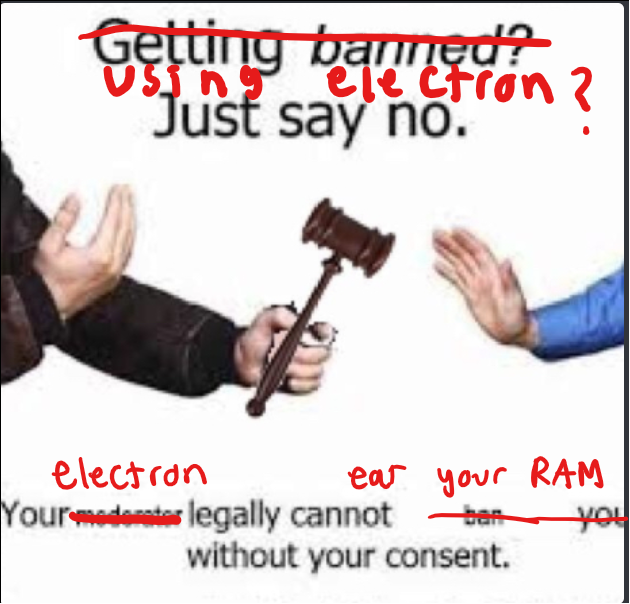 Getting banned?
using electron?
Just say no.
electron ear your RAM
Your moderator legally cannot ban you
without your consent.